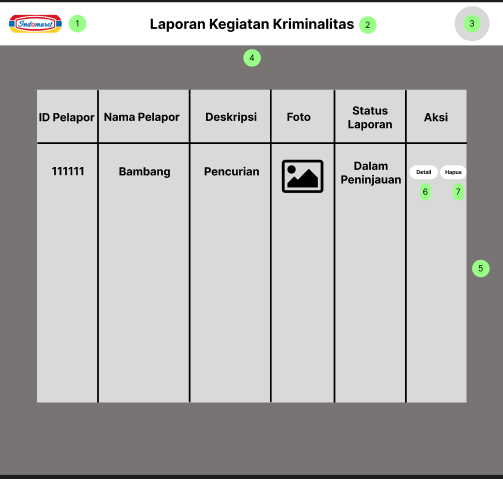 Indomaret
1
Laporan Kegiatan Kriminalitas
2
3
4
ID Pelapor
Nama Pelapor
Deskripsi
Foto
Status
Laporan
Aksi
111111
Bambang
Pencurian
Dalam
Peninjauan
Detail
Hapus
6
7
5